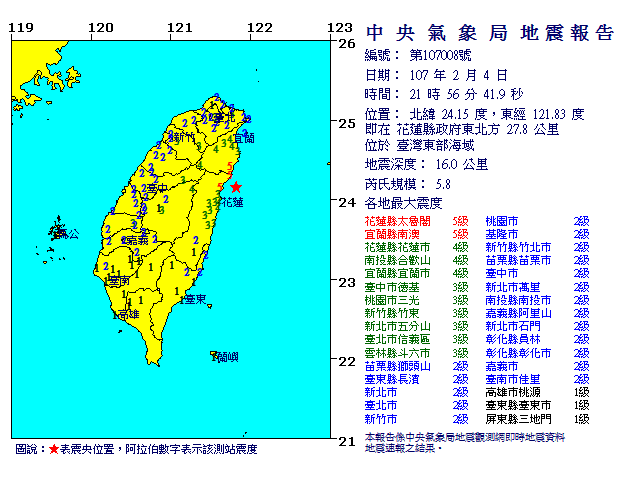 中央氣象局地震報告
編號： 第107008號
日期： 107 年 2 月 4 日
時間： 21 時 56 分 41.9 秒
位置： 北緯 24.15 度，東經 121.83 度
即在 花蓮縣政府東北方 27.8 公里
位於 臺灣東部海域
地震深度： 16.0 公里
芮氏規模： 5.8
各地最大震度
花蓮縣太魯閣 5級 桃園市 2級
宜蘭縣南澳 5級 基隆市 2級
花蓮縣花蓮市 4級 新竹縣竹北市 2級
南投縣合歡山 4級 苗栗縣苗栗市 2級
宜蘭縣宜蘭市 4級 臺中市 2級
臺中市德基 3級 新北市萬里 2級
桃園市三光 3級 南投縣南投市 2級
新竹縣竹東 3級 嘉義縣阿里山 2級
新北市五分山 3級 新北市石門 2級
臺北市信義區 3級 彰化縣員林 2級
雲林縣斗六市 3級 彰化縣彰化市 2級
苗栗縣獅頭山 2級 嘉義市 2級
臺東縣長濱 2級 臺南市佳里 2級
新北市 2級 高雄市桃源 1級
臺北市 2級 臺東縣臺東市 1級
新竹市 2級 屏東縣三地門 1級
本報告係中央氣象局地震觀測網即時地震資料
地震速報之結果。
119 120 121 122 123
26
25
24
23
22
21
臺北
新竹
宜蘭
臺中
花蓮
嘉義
臺南
臺東
高雄
蘭嶼
圖說：★表震央位置，阿拉伯數字表示該測站震度